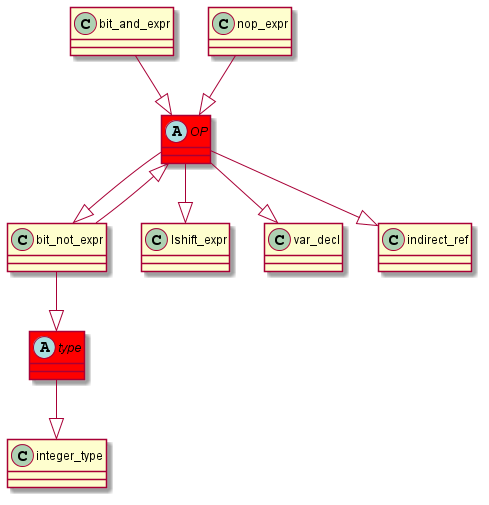 C bit_and_expr
C nop_expr
A OP
C bit_not_expr
C lshift_expr
C var_decl
C indirect_ref
A type
C integer_type